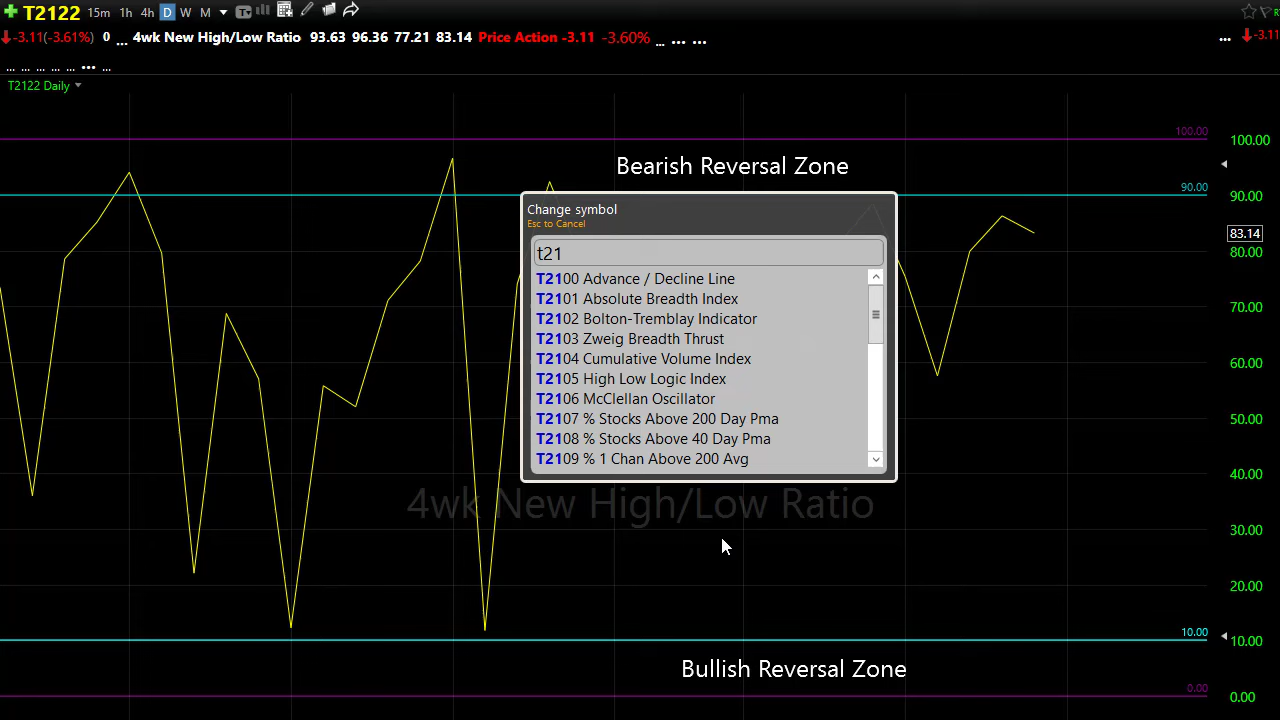 T2122 15m 1h 4h D W M T
-3.11(-3.61%) 0 ... 4wk New High/Low Ratio 93.63 96.36 77.21 83.14 Price Action -3.11 -3.60% ... ... ... ... -3.11
... ... ... ... ... ... ...
T2122 Daily
100.00 100.00
Bearish Reversal Zone
90.00 90.00
Change symbol
Esc to Cancel
83.14
t21
80.00
T2100 Advance / Decline Line
T2101 Absolute Breadth Index
70.00
T2102 Bolton-Tremblay Indicator
T2103 Zweig Breadth Thrust
T2104 Cumulative Volume Index
60.00
T2105 High Low Logic Index
T2106 McClellan Oscillator
T2107 % Stocks Above 200 Day Pma
50.00
T2108 % Stocks Above 40 Day Pma
T2109 % 1 Chan Above 200 Avg
40.00
4wk New High/Low Ratio
30.00
20.00
10.00 10.00
Bullish Reversal Zone
0.00 0.00